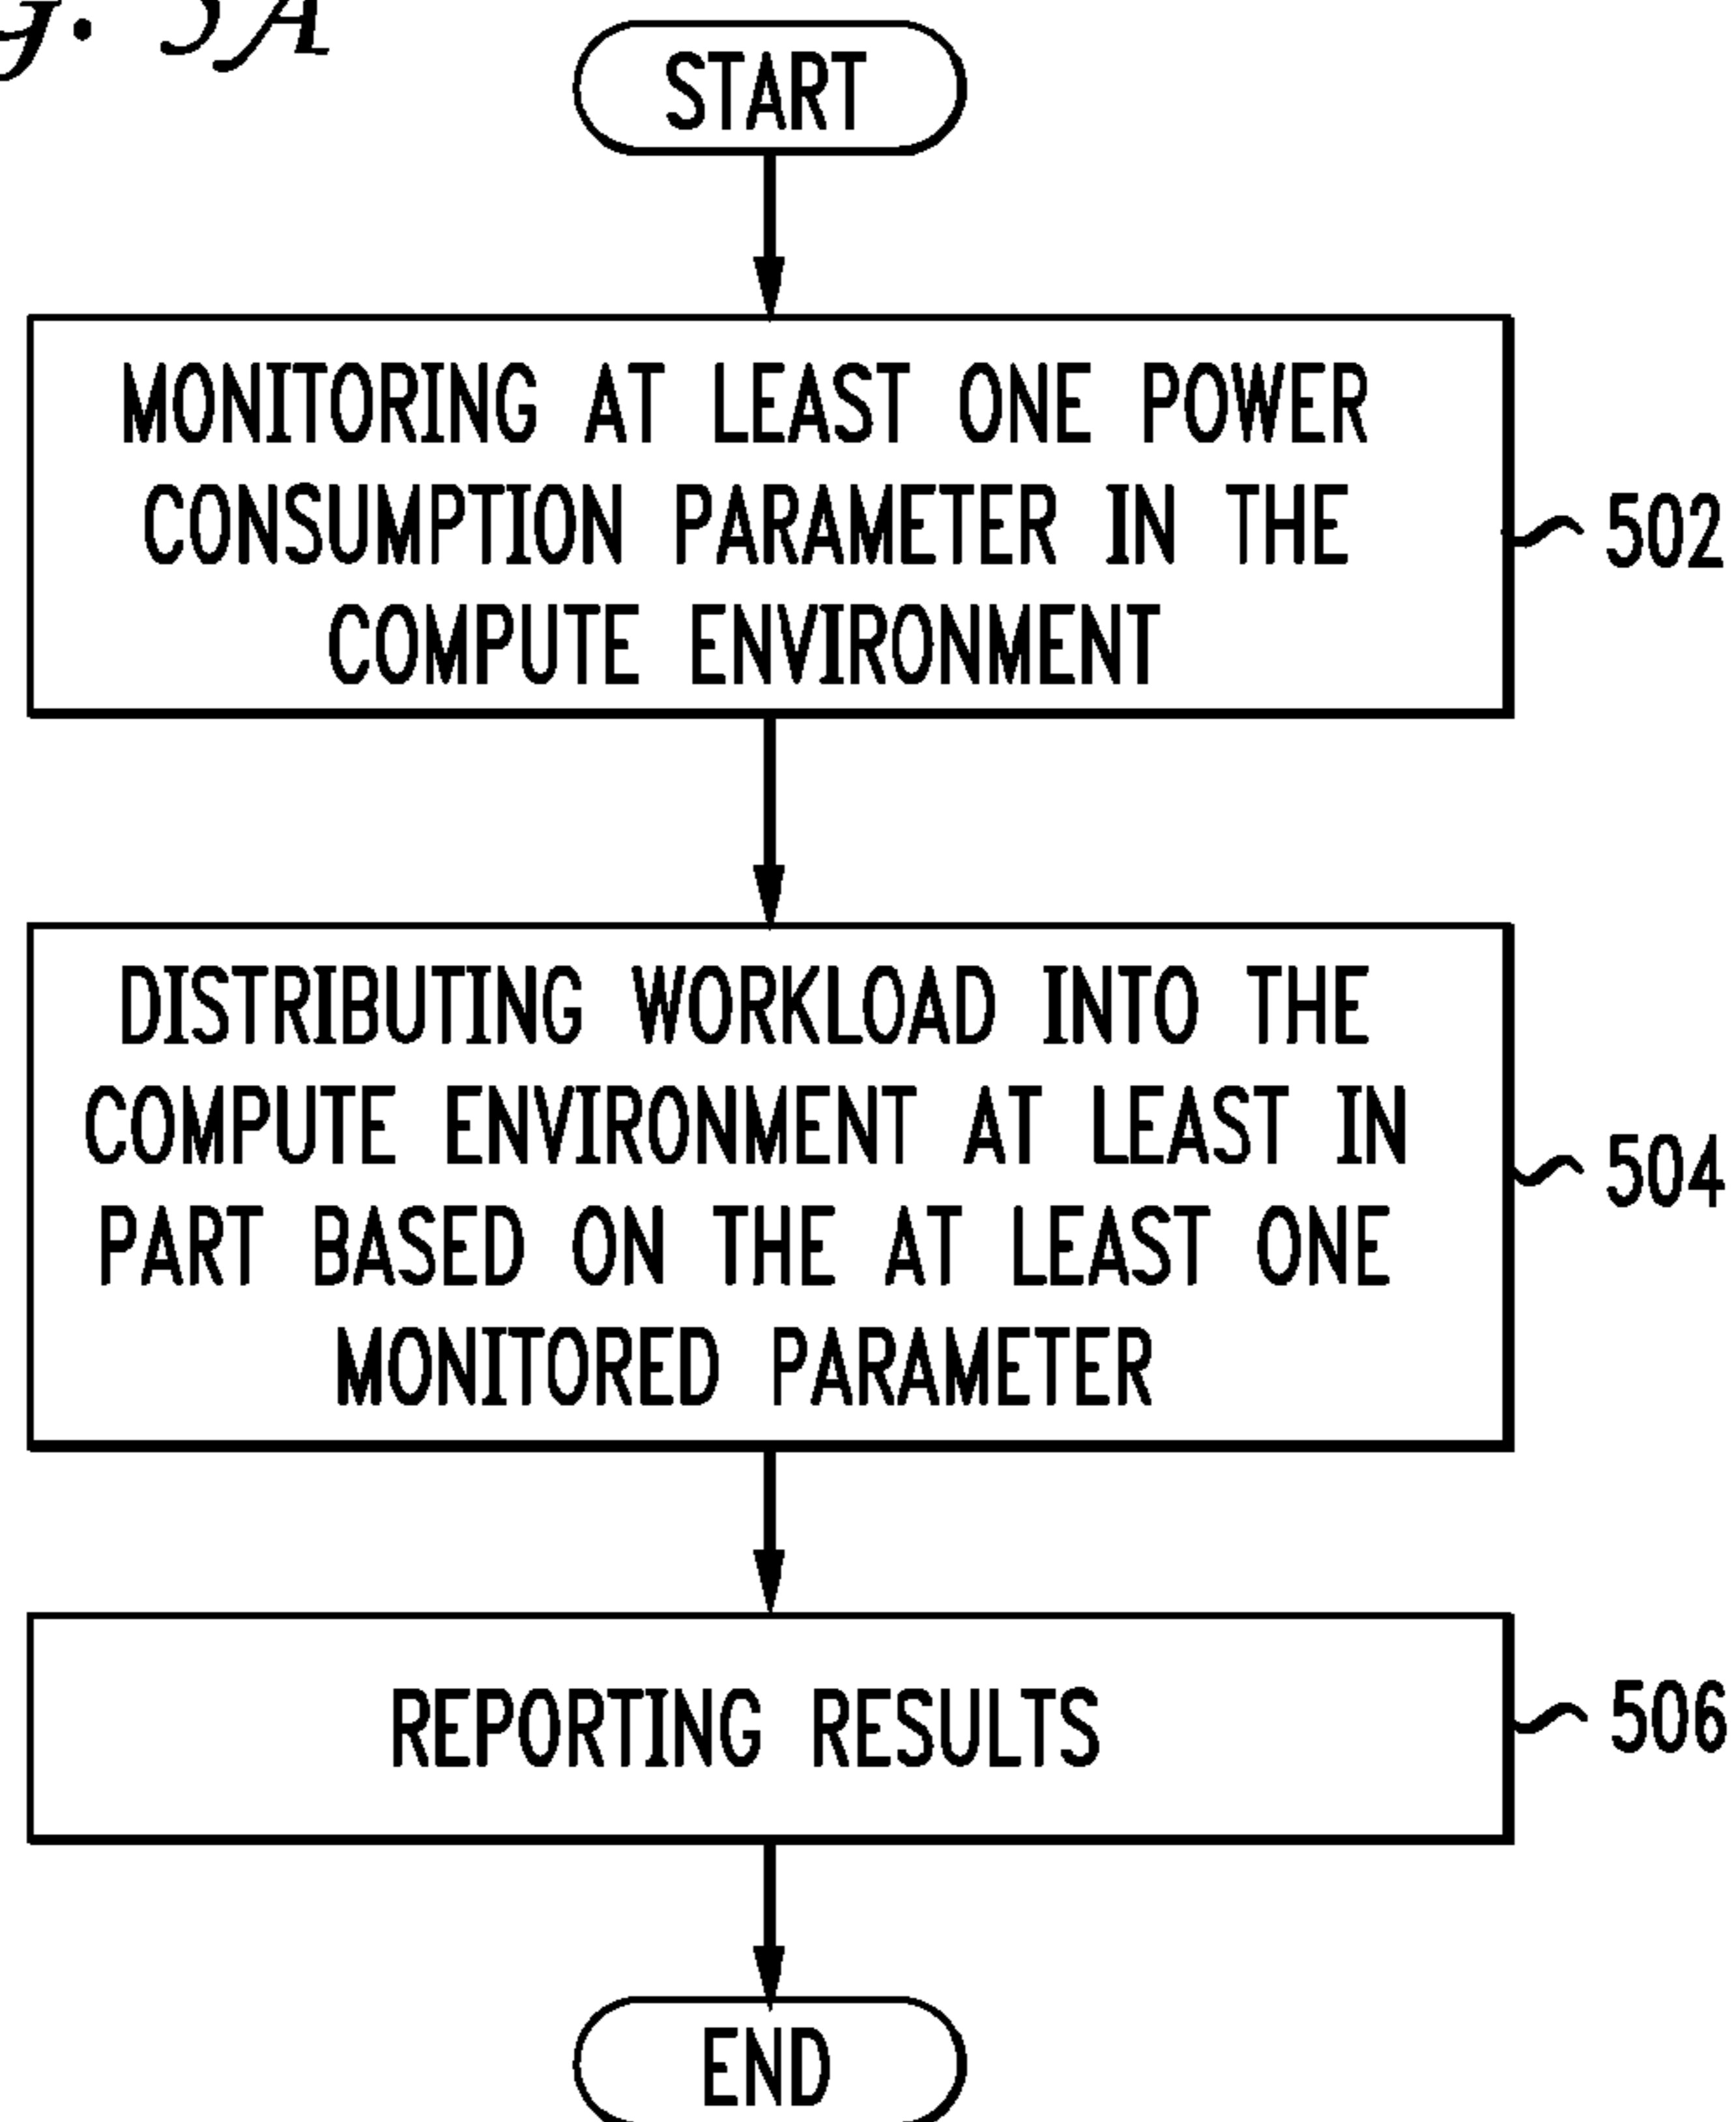 START
MONITORING AT LEAST ONE POWER
CONSUMPTION PARAMETER IN THE
COMPUTE ENVIRONMENT
502
DISTRIBUTING WORKLOAD INTO THE
COMPUTE ENVIRONMENT AT LEAST IN
PART BASED ON THE AT LEAST ONE
MONITORED PARAMETER
504
REPORTING RESULTS
506
END